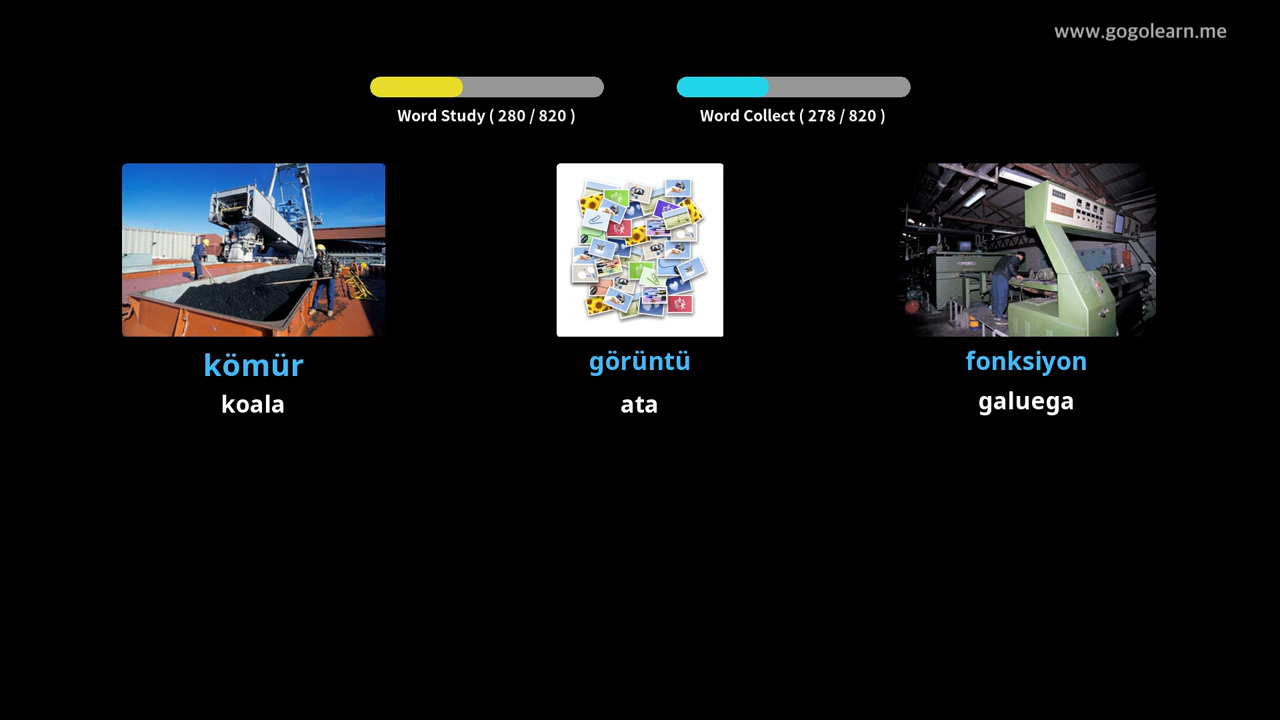 www.gogolearn.me
Word Study ( 280 / 820 )
Word Collect ( 278 / 820 )
kömür
koala
görüntü
ata
fonksiyon
galuega